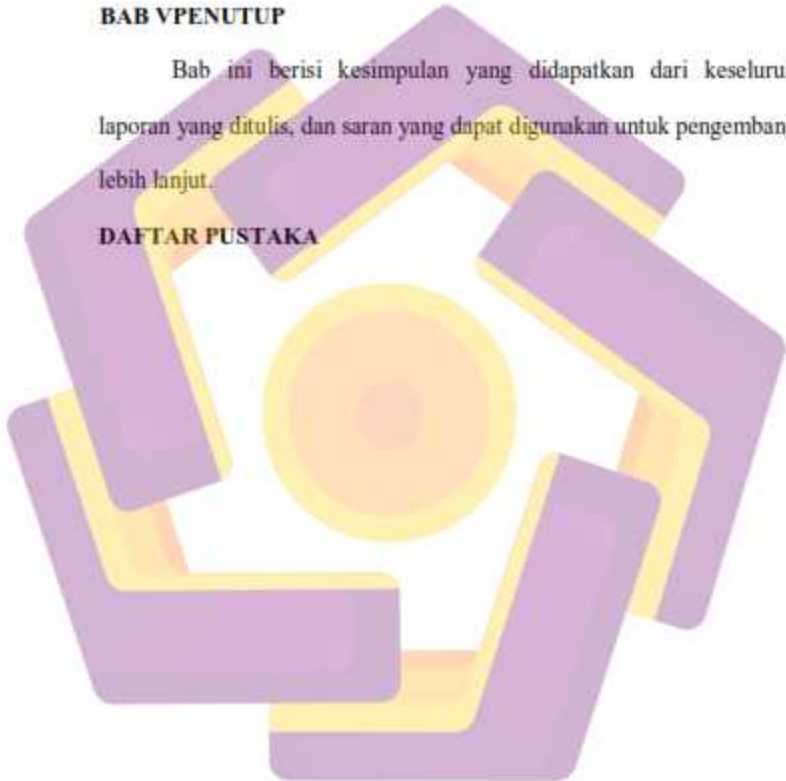 BAB VPENUTUP
Bab ini berisi kesimpulan yang didapatkan dari keseluru
laporan yang ditulis, dan saran yang dapat digunakan untuk pengemban
lebih lanjut.
DAFTAR PUSTAKA